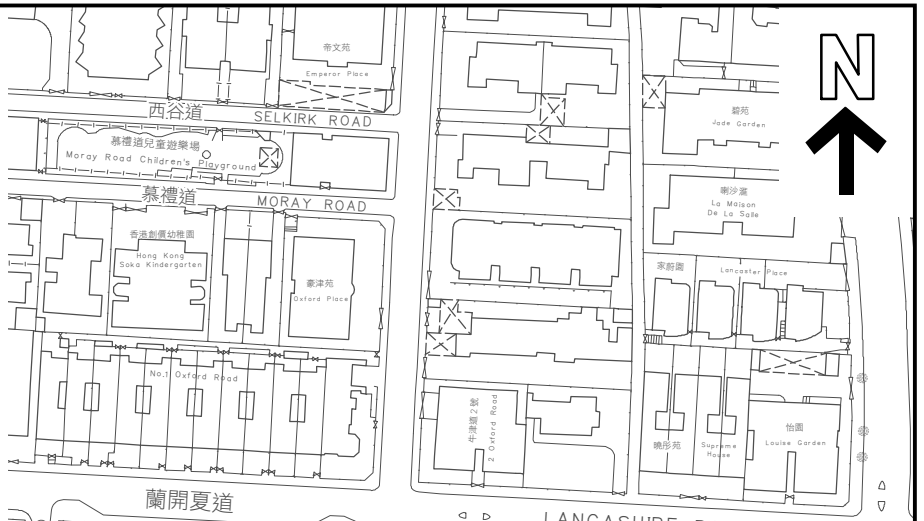 N
帝文苑
Emperor Place
西谷道
SELKIRK ROAD
碧苑
Jade Garden
慕禮道兒童遊樂場
Moray Road Children's Playground
慕禮道
MORAY ROAD
喇沙滙
La Maison
De La Salle
香港創價幼稚園
Hong Kong
Soka Kindergarten
豪津苑
Oxford Place
家廚園
Lancaster Place
No.1 Oxford Road
牛津道2號
2 Oxford Road
曉彤苑
Supreme
House
怡園
Louise Garden
蘭開夏道
LANCASHIRE